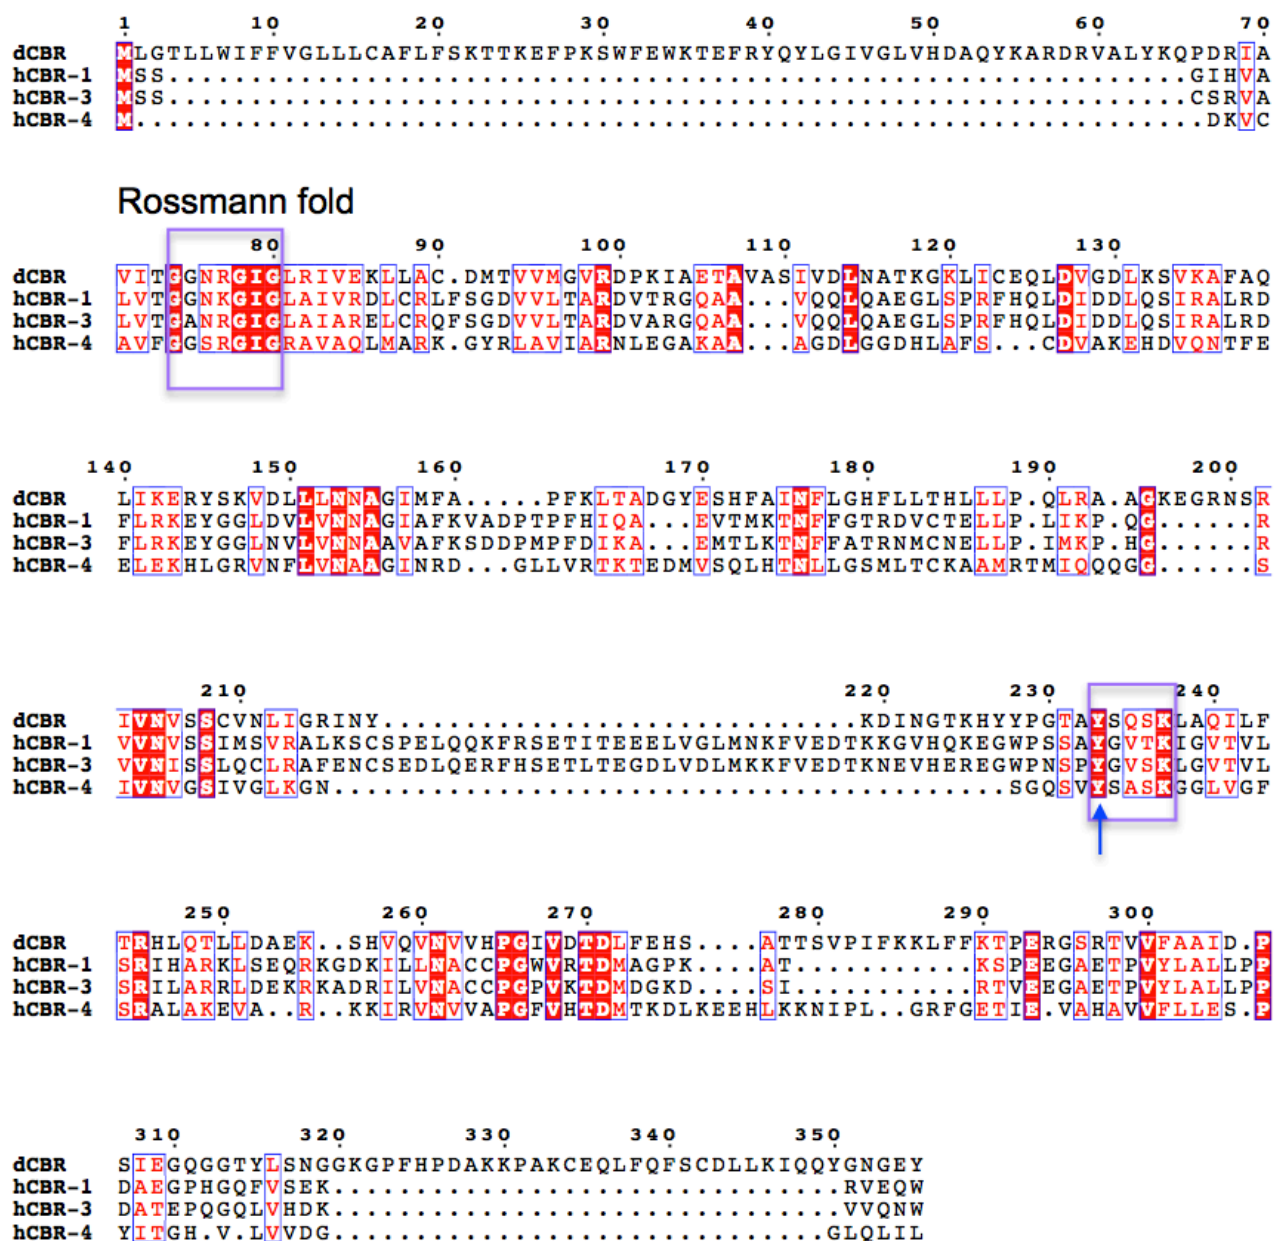 1 10 20 30 40 50 60 70
dCBR MLGTLLWIFFVGLLLCAFLFSKTTKEFPKSWFEWKTEFRYQYLGIVGLVHDAQYKARDRVALYKQPDRIA
hCBR-1 MSS..............................................................GIHVA
hCBR-3 MSS..............................................................CSRVA
hCBR-4 M.................................................................DKVC
Rossmann fold
80 90 100 110 120 130
dCBR VITGGNRGIGLRIVEKLLAC.DMTVVMGVRDPKIAETAVASIVDLNATKGKLICEQLDVGDLKSVKAFAQ
hCBR-1 LVTGGNKGIGLAIVRDLCRLFSGDVVLTARDVTRGQAA...VQQLQAEGLSPRFHQLDIDDLQSIRALRD
hCBR-3 LVTGANRGIGLAIARELCRQFSGDVVLTARDVARGQAA...VQQLQAEGLSPRFHQLDIDDLQSIRALRD
hCBR-4 AVFGGSRGIGRAVAQLMARK.GYRLAVIARNLEGAKAA...AGDLGGDHLAFS...CDVAKEHDVQNTFE
140 150 160 170 180 190 200
dCBR LIKERYSKVDLLLNNAGIMFA.....PFKLTADGYESHFAINFLGHFLLTHLLLP.QLRA.AGKEGRNSR
hCBR-1 FLRKEYGGLDVLVNNAGIAFKVADPTPFHIQA...EVTMKTNFFGTRDVCTELLP.LIKP.QG......R
hCBR-3 FLRKEYGGLNVLVNNAAVAFKSDDPMPFDIKA...EMTLKTNFFATRNMCNELLP.IMKP.HG......R
hCBR-4 ELEKHLGRVNFLVNAAGINRD...GLLVRTKTEDMVSQLHTNLLGSMLTCKAAMRTMIQQQGG......S
210 220 230 240
dCBR IVNVSSCVNLIGRINY.............................KDINGTKHYYPGTAYSQSKLAQILF
hCBR-1 VVNVSSIMSVRALKSCSPELQQKFRSETITEEELVGLMNKFVEDTKKGVHQKEGWPSSAYGVTKIGVTVL
hCBR-3 VVNISSLQCLRAFENCSEDLQERFHSETLTEGDLVDLMKKFVEDTKNEVHEREGWPNSPYGVSKLGVTVL
hCBR-4 IVNVGSIVGLKGN.........................................SGQSVYSASKGGLVGF
250 260 270 280 290 300
dCBR TRHLQTLLDAEK..SHVQVNVVHPGIVDTDLFEHS....ATTSVPIFKKLFFKTPERGSRTVVFAAID.P
hCBR-1 SRIHARKLSEQRKGDKILLNACCPGWVRTDMAGPK....AT...........KSPEEGAETPVYLALLPP
hCBR-3 SRILARRLDEKRKADRILVNACCPGPVKTDMDGKD....SI...........RTVEEGAETPVYLALLPP
hCBR-4 SRALAKEVA..R..KKIRVNVVAPGFVHTDMTKDLKEEHLKKNIPL..GRFGETIE.VAHAVVFLLES.P
310 320 330 340 350
dCBR SIEGQGGTYLSNGGKGPFHPDAKKPAKCEQLFQFSCDLLKIQQYGNGEY
hCBR-1 DAEGPHGQFVSEK...............................RVEQW
hCBR-3 DATEPQGQLVHDK...............................VVQNW
hCBR-4 YITGH.V.LVVDG..............................GLQLIL